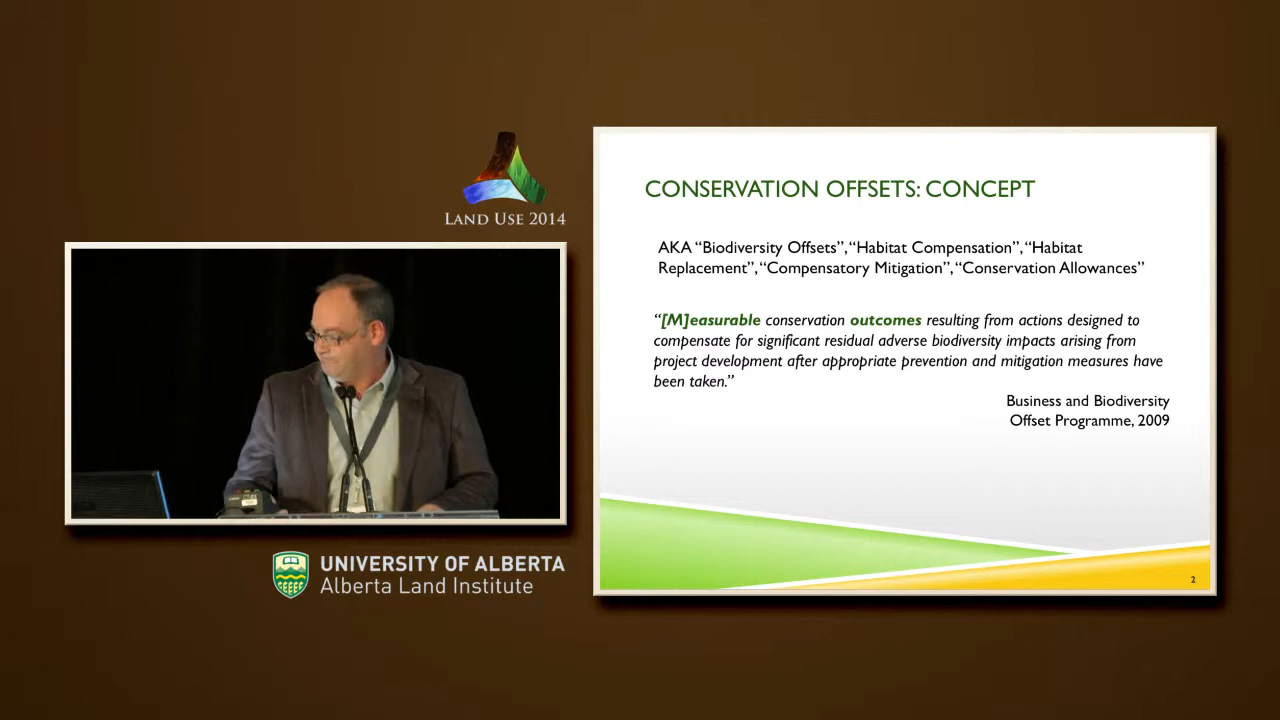 LAND USE 2014
UNIVERSITY OF ALBERTA
Alberta Land Institute
CONSERVATION OFFSETS: CONCEPT
AKA “Biodiversity Offsets”, “Habitat Compensation”, “Habitat
Replacement”, “Compensatory Mitigation”, “Conservation Allowances”
“[M]easurable conservation outcomes resulting from actions designed to
compensate for significant residual adverse biodiversity impacts arising from
project development after appropriate prevention and mitigation measures have
been taken.”
Business and Biodiversity
Offset Programme, 2009
2